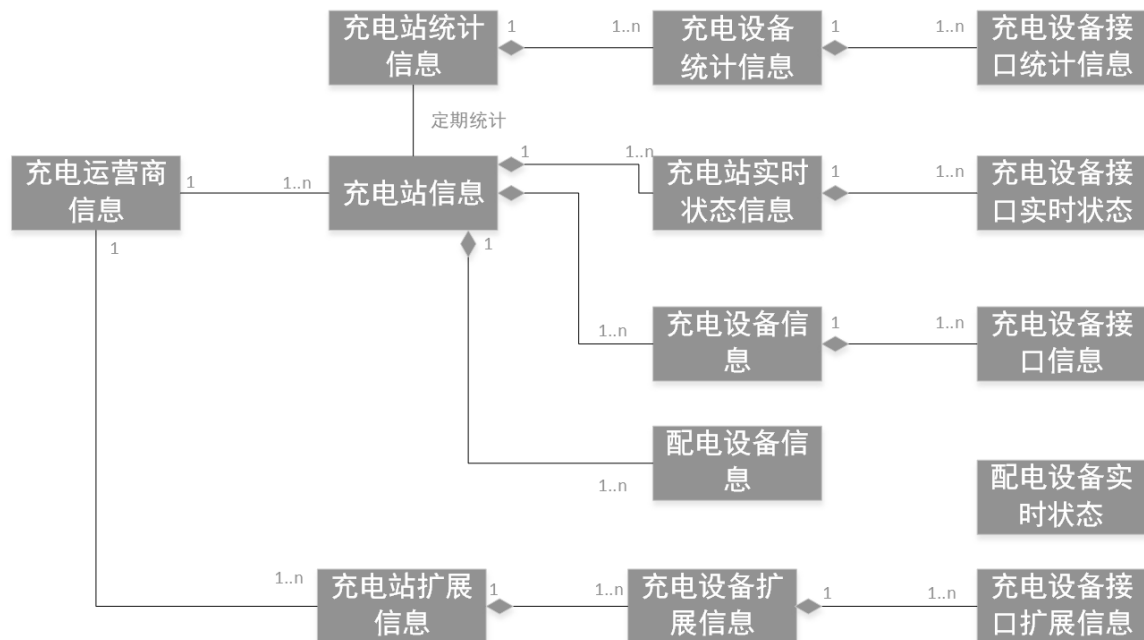 充电站统计
信息
1
1..n
充电设备
统计信息
1
1..n
充电设备接
口统计信息
定期统计
充电运营商
信息
1
1..n
充电站信息
1
1..n
充电站实时
状态信息
1
1..n
充电设备接
口实时状态
1
1
1..n
充电设备信
息
1
1..n
充电设备接
口信息
1..n
配电设备信
息
配电设备实
时状态
1..n
充电站扩展
信息
1
1..n
充电设备扩
展信息
1
1..n
充电设备接
口扩展信息